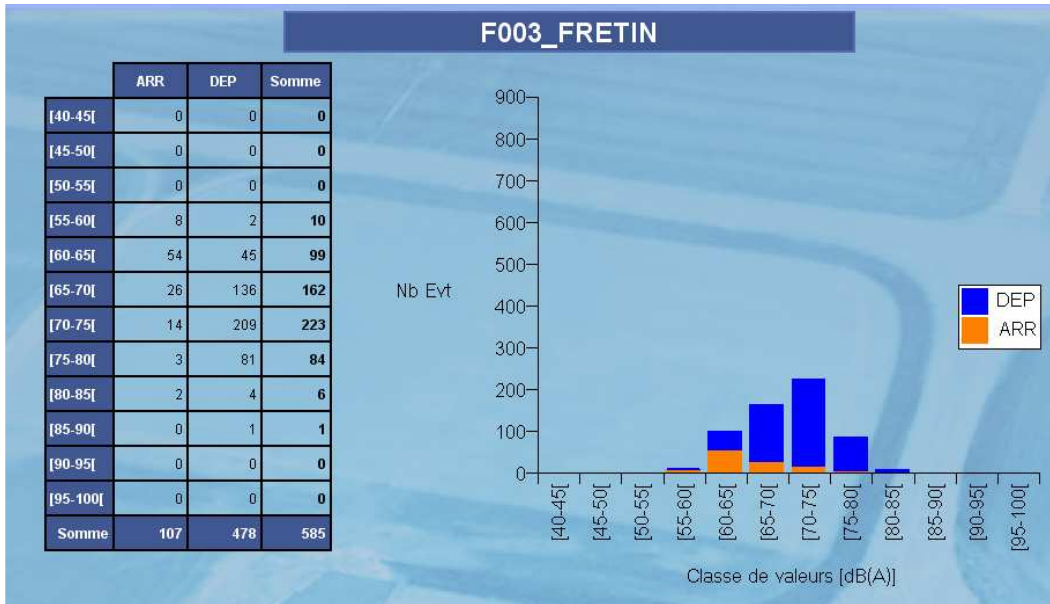 F003_FRETIN
ARR DEP Somme
[40-45[ 0 0 0
[45-50[ 0 0 0
[50-55[ 0 0 0
[55-60[ 8 2 10
[60-65[ 54 45 99
[65-70[ 26 136 162
[70-75[ 14 209 223
[75-80[ 3 81 84
[80-85[ 2 4 6
[85-90[ 0 1 1
[90-95[ 0 0 0
[95-100[ 0 0 0
Somme 107 478 585
Nb Evt
900
800
700
600
500
400
300
200
100
0
[40-45[ [45-50[ [50-55[ [55-60[ [60-65[ [65-70[ [70-75[ [75-80[ [80-85[ [85-90[ [90-95[ [95-100[
Classe de valeurs [dB(A)]
DEP
ARR